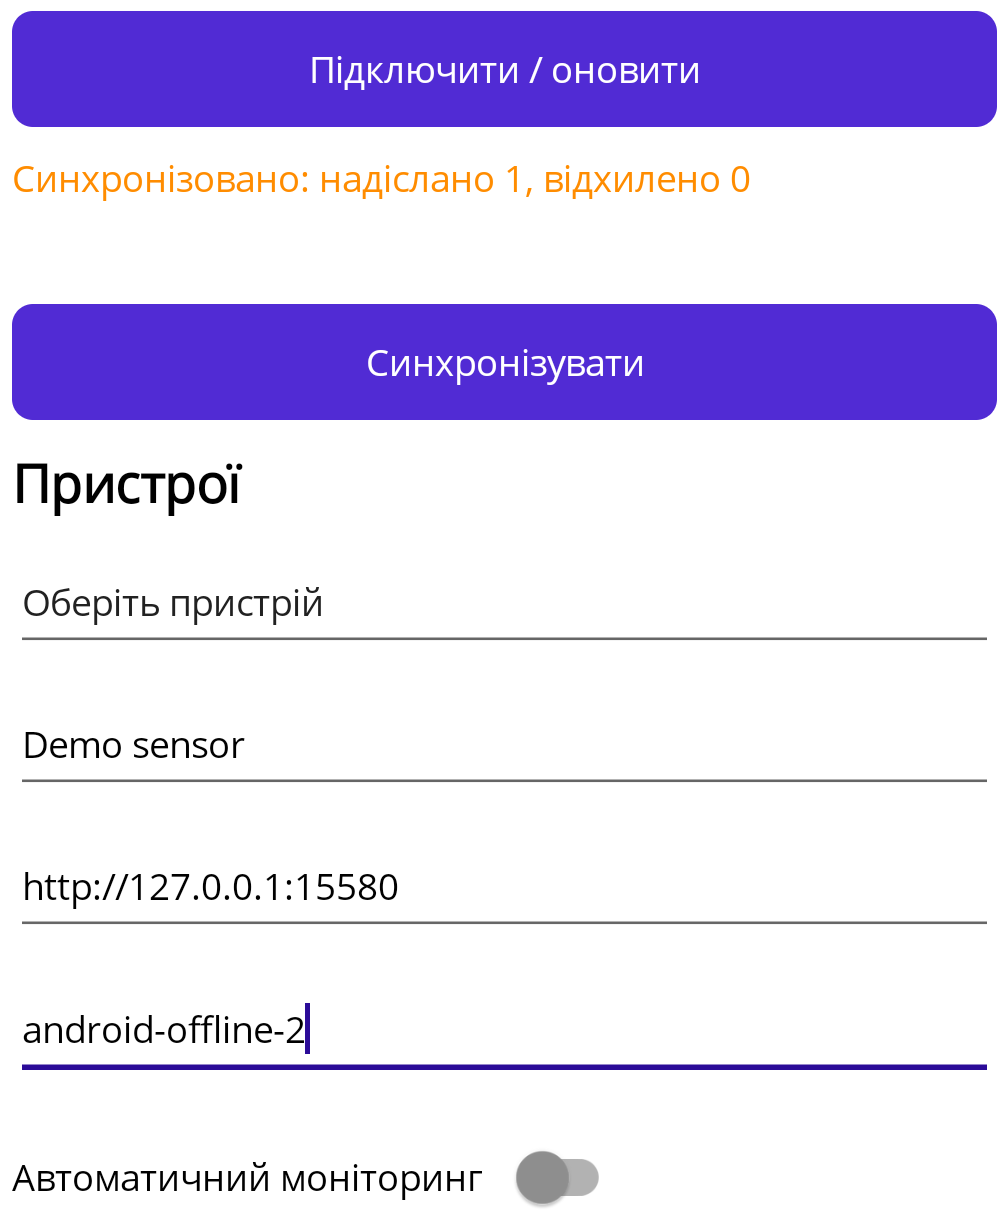 Підключити / оновити
Синхронізовано: надіслано 1, відхилено 0
Синхронізувати
Пристрої
Оберіть пристрій
Demo sensor
http://127.0.0.1:15580
android-offline-2
Автоматичний моніторинг